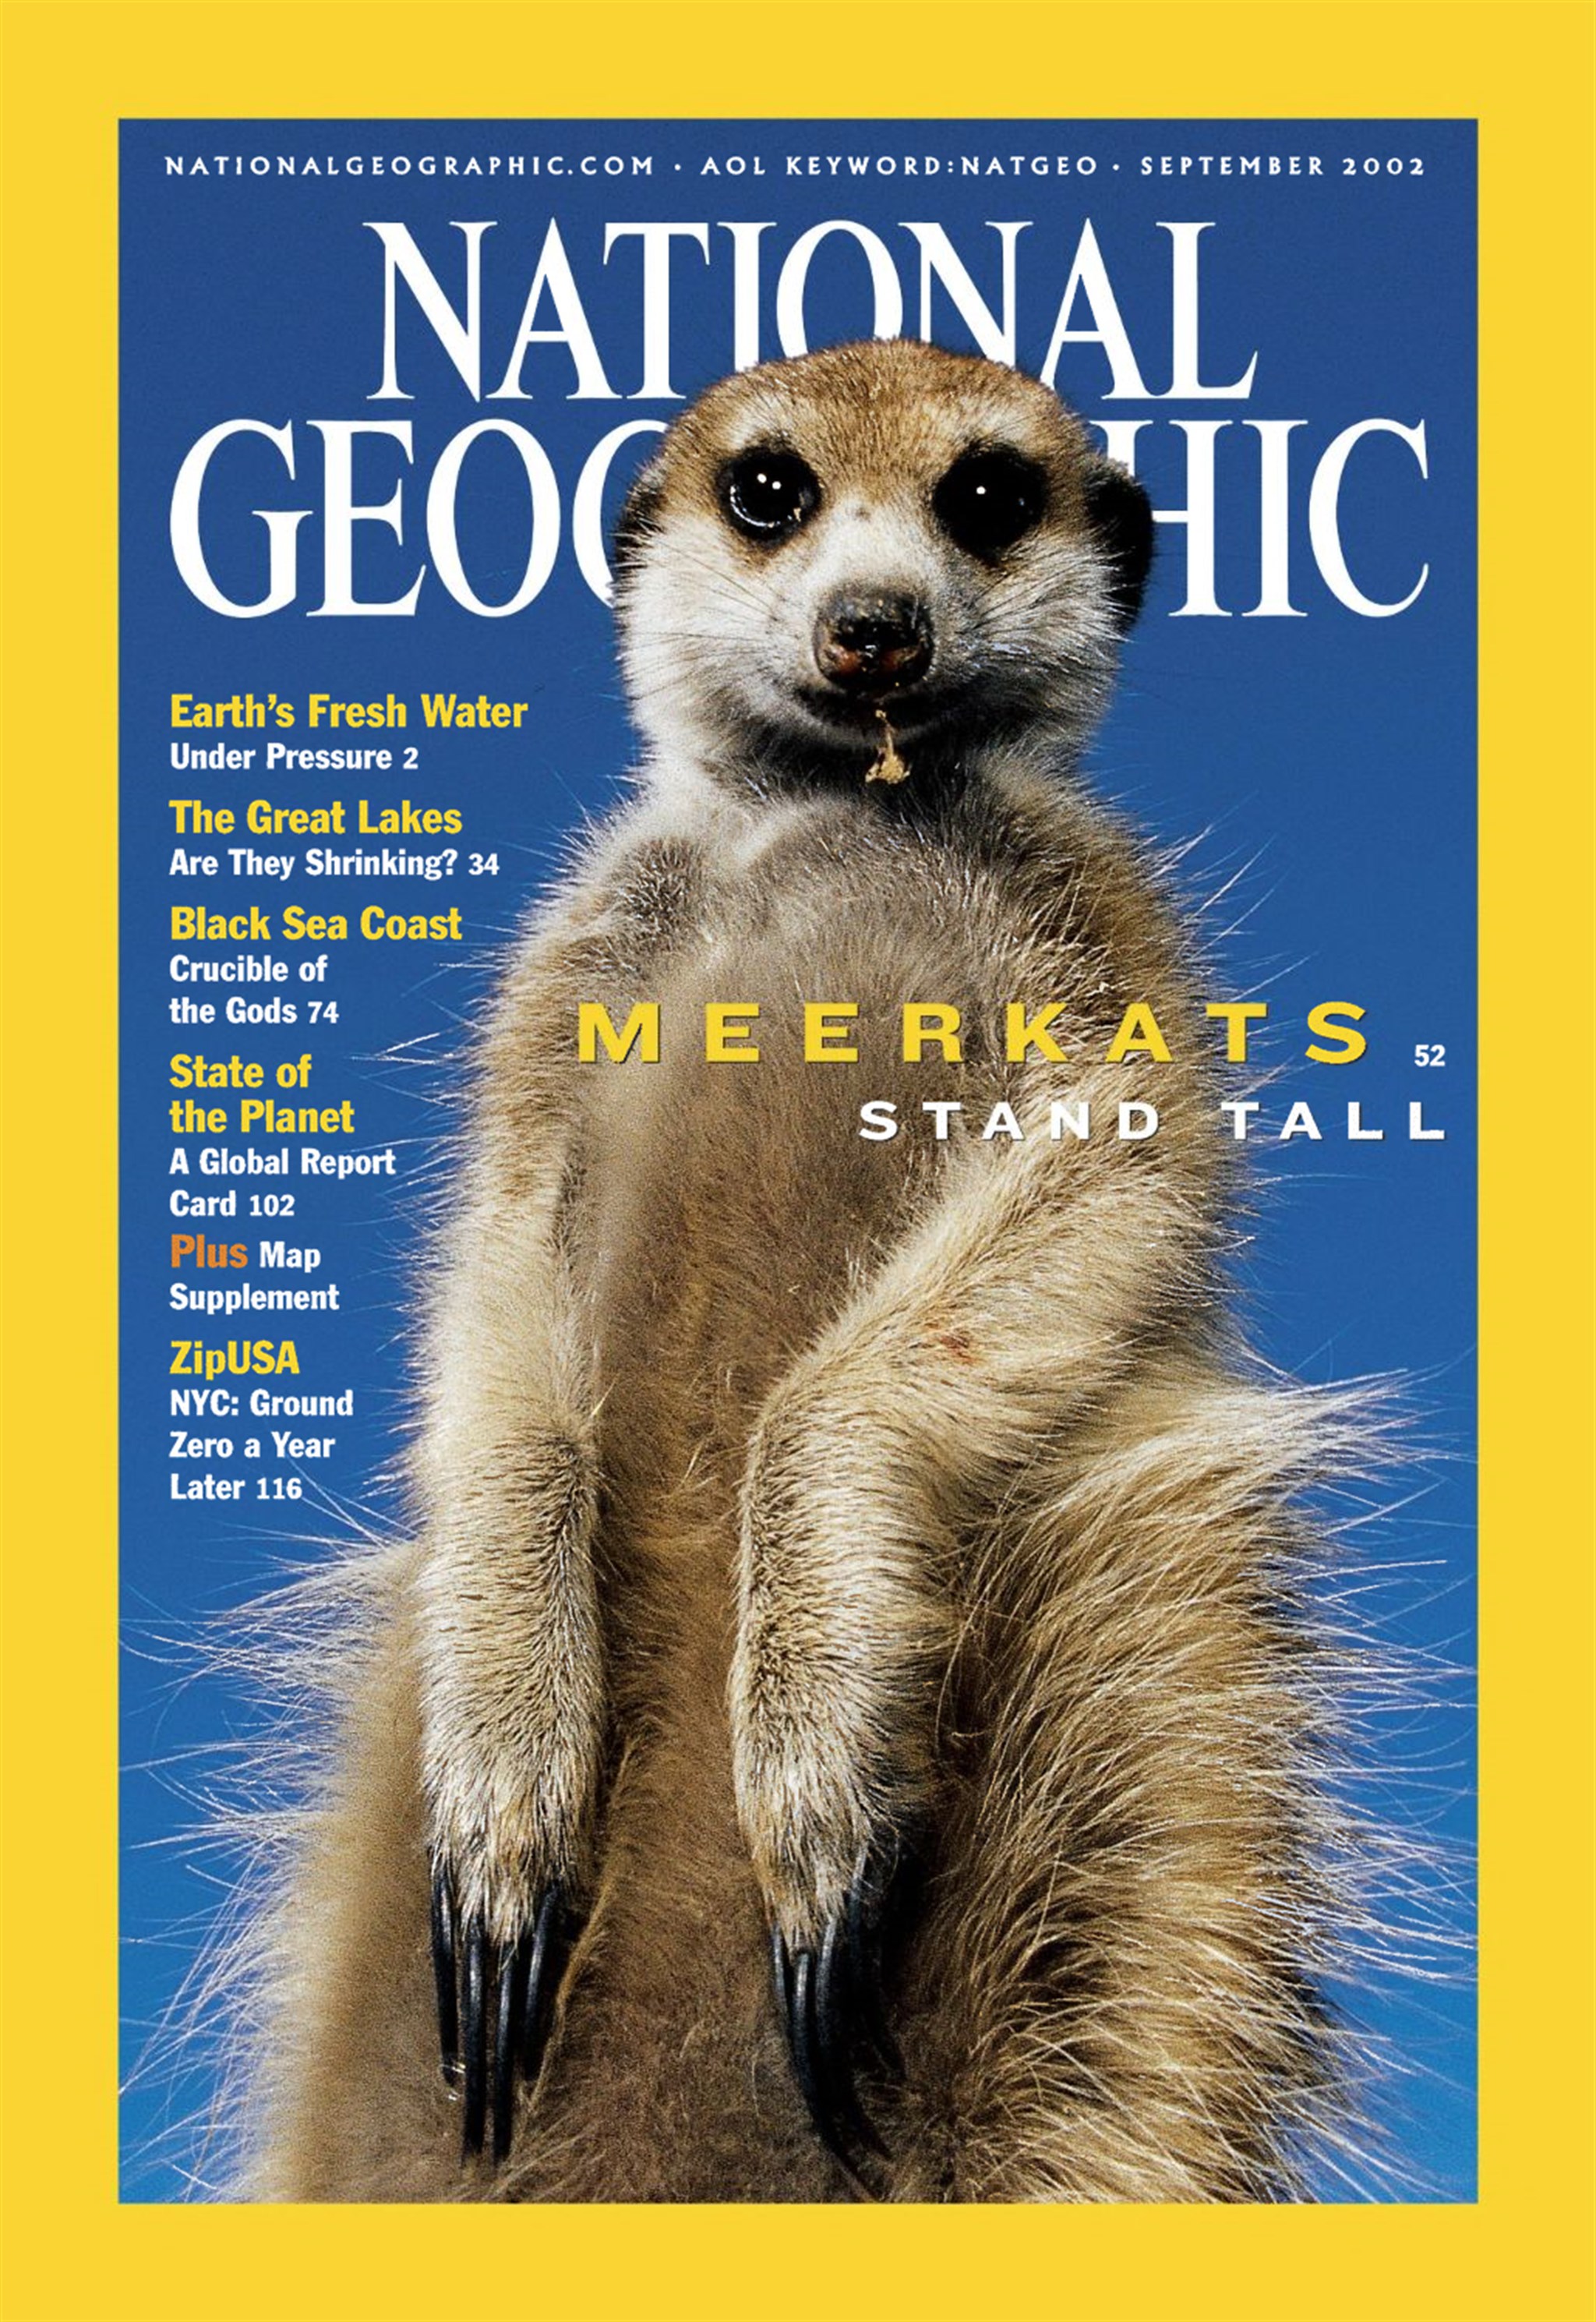 NATIONALGEOGRAPHIC.COM · AOL KEYWORD:NATGEO · SEPTEMBER 2002
NATIONAL
GEOGRAPHIC
Earth’s Fresh Water
Under Pressure 2
The Great Lakes
Are They Shrinking? 34
Black Sea Coast
Crucible of
the Gods 74
State of
the Planet
A Global Report
Card 102
Plus Map
Supplement
ZipUSA
NYC: Ground
Zero a Year
Later 116
MEERKATS 52
STAND TALL